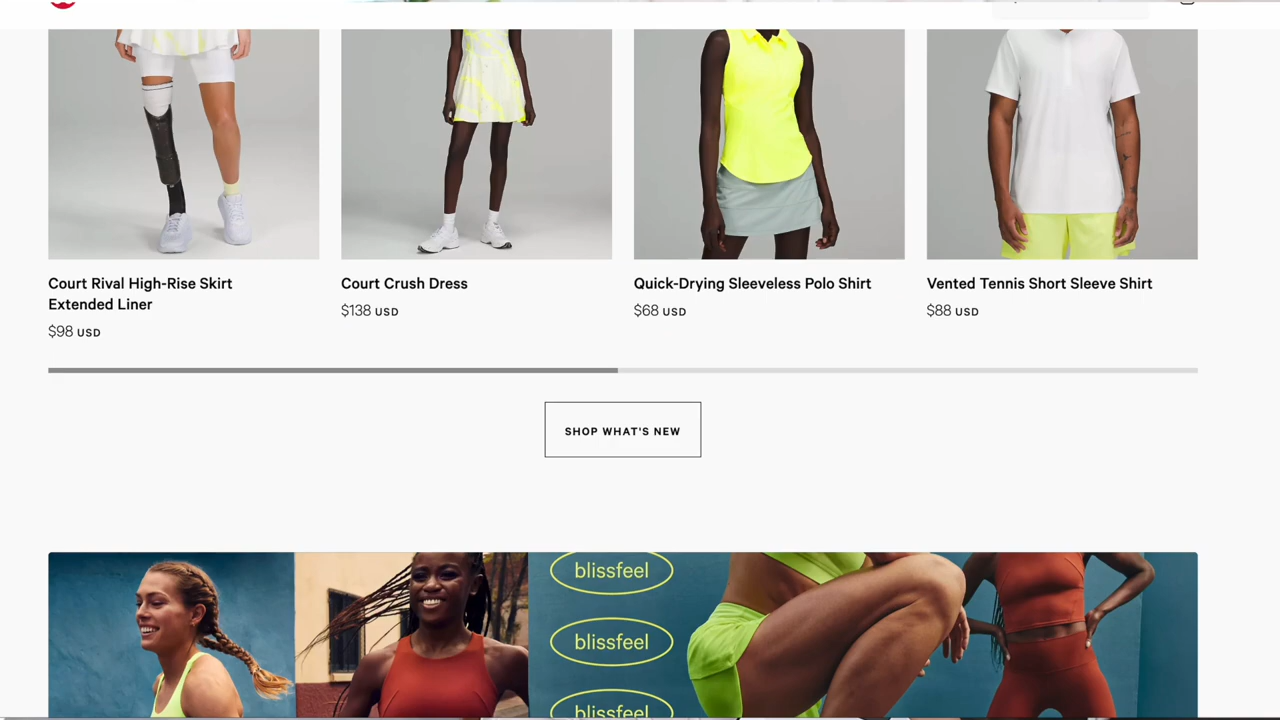 Court Rival High-Rise Skirt
Extended Liner
$98 USD
Court Crush Dress
$138 USD
Quick-Drying Sleeveless Polo Shirt
$68 USD
Vented Tennis Short Sleeve Shirt
$88 USD
SHOP WHAT'S NEW
blissfeel
blissfeel
blissfeel